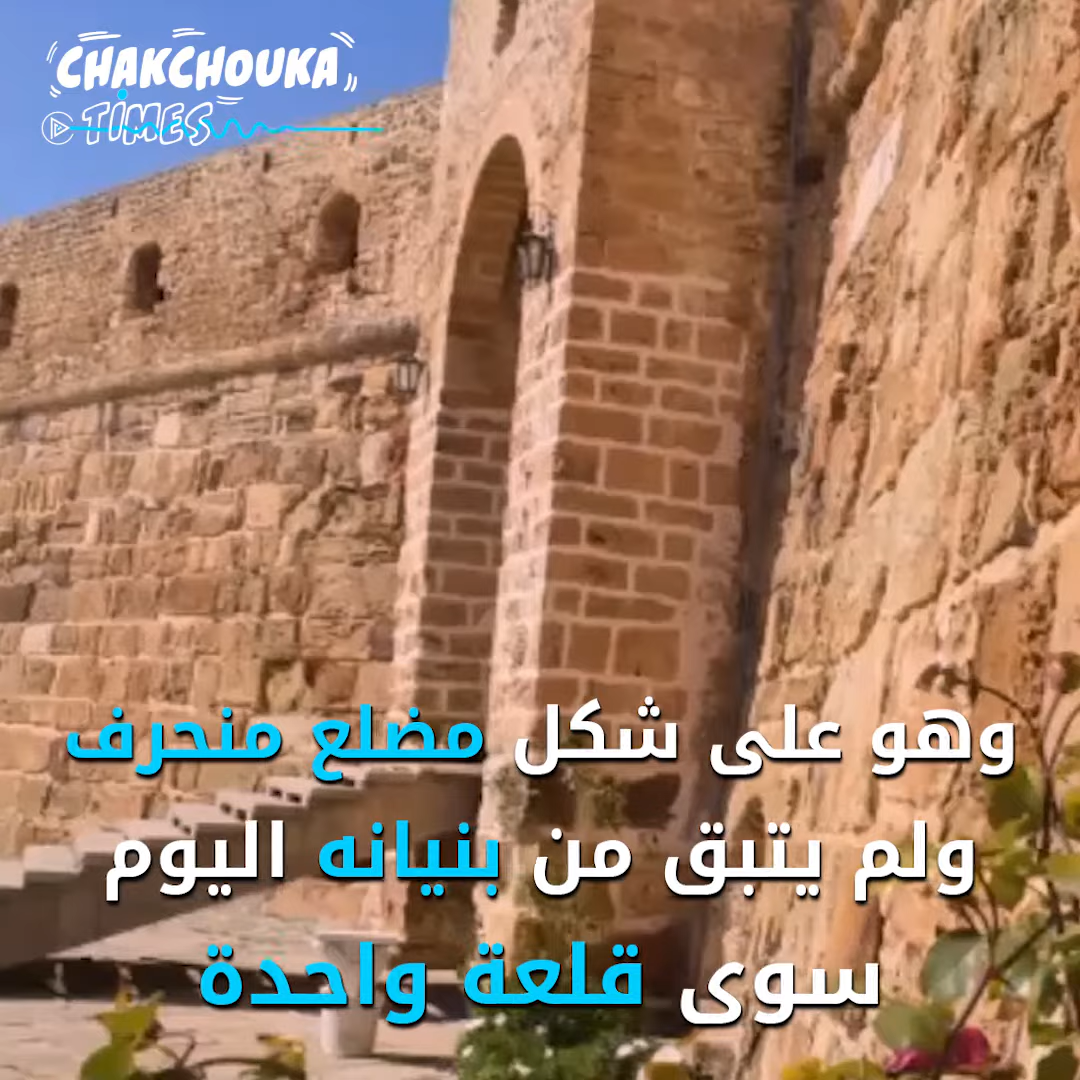 CHAKCHOUKA
TIMES
وهو على شكل مضلع منحرف
ولم يتبق من بنيانه اليوم
سوى قلعة واحدة